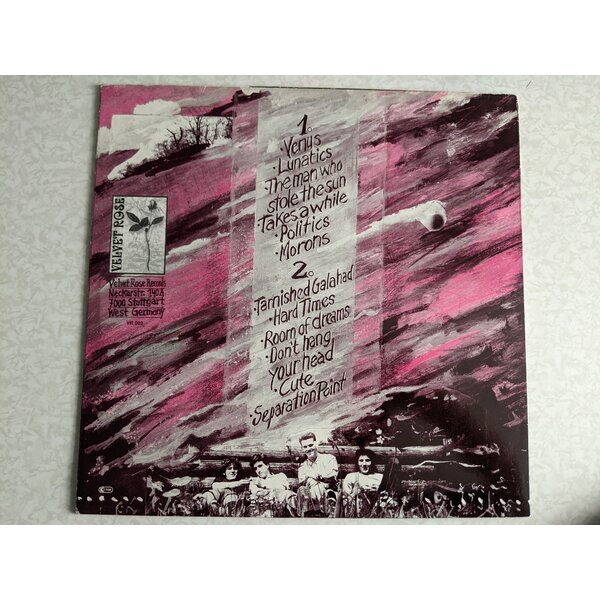 1.
• Venus
• Lunatics
The man who
stole the sun
Takes a while
• Politics
• Morons
2.
• Tarnished Galahad
• Hard Times
Room of dreams
• Don't hang
Your head
• Cute
• Separation Point
VELVET ROSE
Velvet Rose Records
Neckarstr. 140A
7000 Stuttgart
West Germany